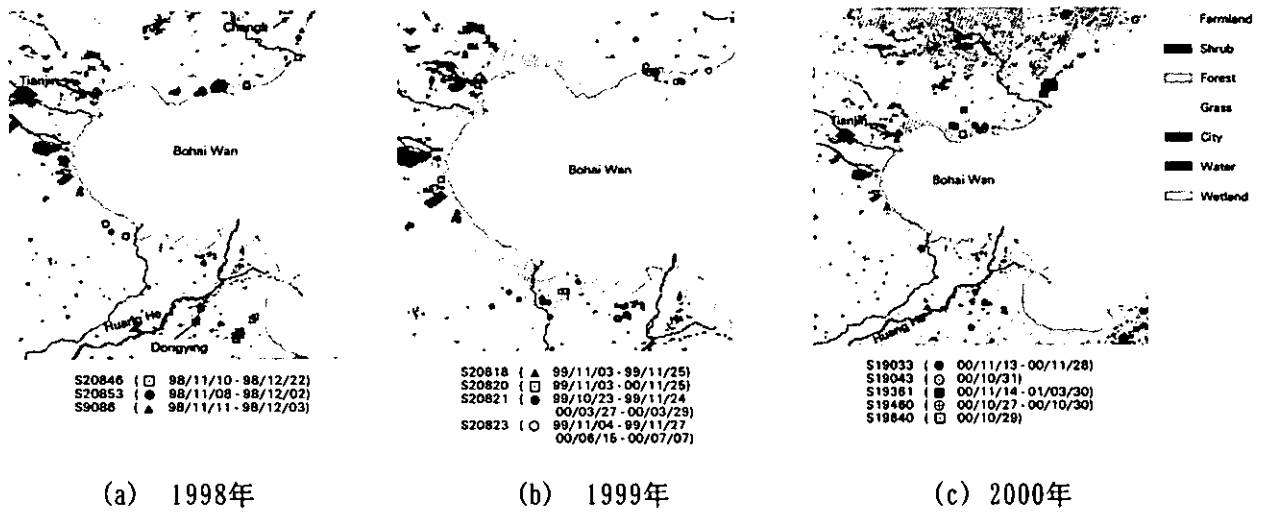 Changli
Tianjin
Bohai Wan
Huang He
Dongying
S20846 ( □ 98/11/10 - 98/12/22)
S20853 ( ● 98/11/08 - 98/12/02)
S9086 ( ▲ 98/11/11 - 98/12/03)
(a) 1998年
Bohai Wan
S20818 ( ▲ 99/11/03 - 99/11/25)
S20820 ( □ 99/11/03 - 00/11/25)
S20821 ( ● 99/10/23 - 99/11/24
00/03/27 - 00/03/29)
S20823 ( ○ 99/11/04 - 99/11/27
00/06/15 - 00/07/07)
(b) 1999年
Tianjin
Bohai Wan
Huang He
S19033 ( ● 00/11/13 - 00/11/28)
S19043 ( 00/10/31)
S19361 ( ■ 00/11/14 - 01/03/30)
S19460 ( ⊕ 00/10/27 - 00/10/30)
S19640 ( □ 00/10/29)
(c) 2000年
Farmland
Shrub
Forest
Grass
City
Water
Wetland